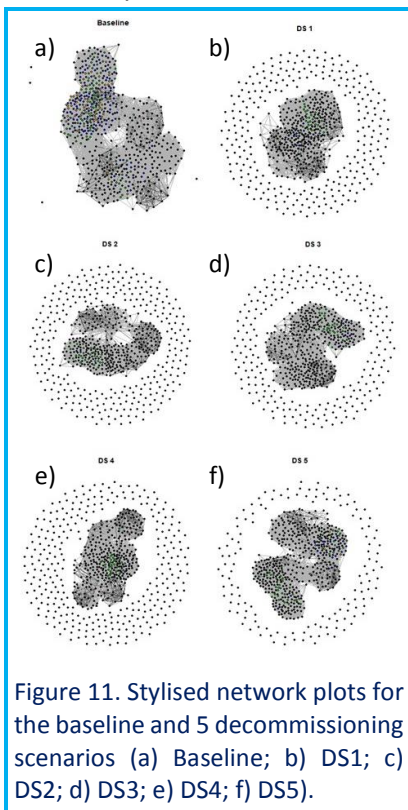 Baseline
DS 1
a)
b)
DS 2
DS 3
c)
d)
DS 4
DS 5
e)
f)
Figure 11. Stylised network plots for
the baseline and 5 decommissioning
scenarios (a) Baseline; b) DS1; c)
DS2; d) DS3; e) DS4; f) DS5).